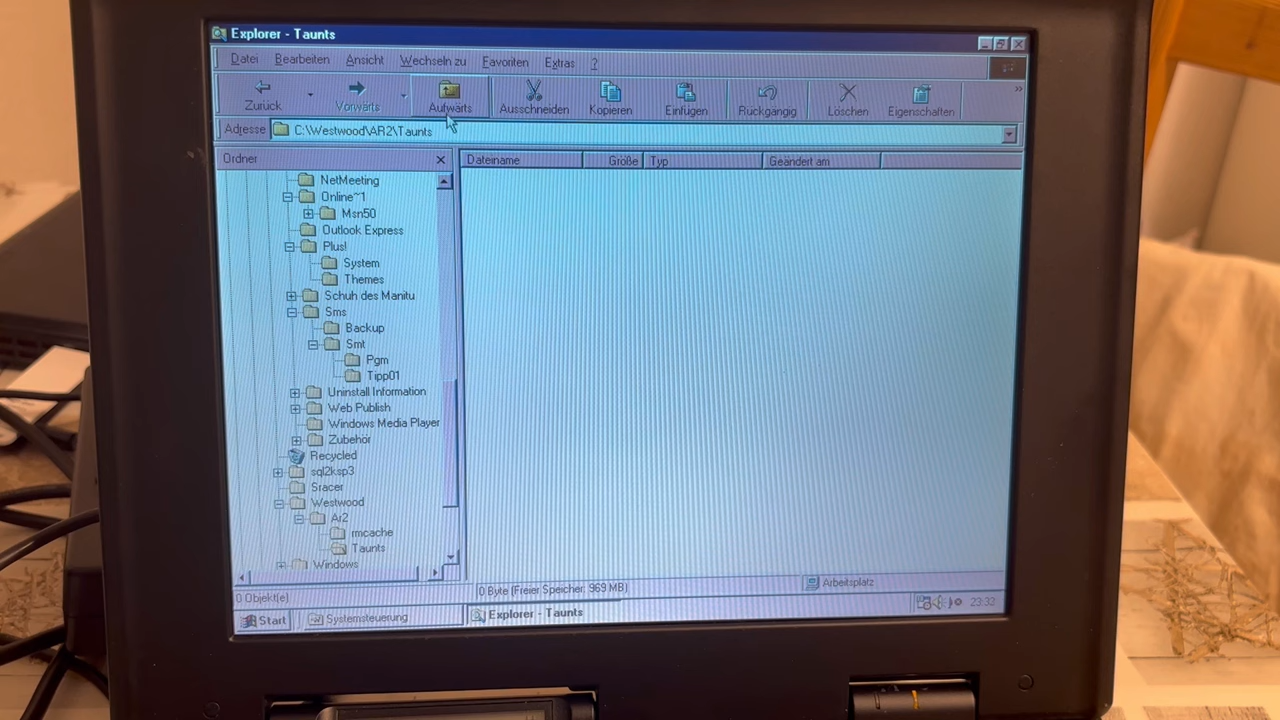 Explorer - Taunts
Datei Bearbeiten Ansicht Wechseln zu Favoriten Extras ?
Zurück Vorwärts Aufwärts Ausschneiden Kopieren Einfügen Rückgängig Löschen Eigenschaften »
Adresse C:\Westwood\AR2\Taunts
Ordner
Dateiname Größe Typ Geändert am
NetMeeting
Online~1
Msn50
Outlook Express
Plus!
System
Themes
Schuh des Manitu
Sms
Backup
Smt
Pgm
Tipp01
Uninstall Information
Web Publish
Windows Media Player
Zubehör
Recycled
sql2ksp3
Sracer
Westwood
Ar2
rmcache
Taunts
Windows
0 Objekt(e) 0 Byte (Freier Speicher: 969 MB) Arbeitsplatz
Start Systemsteuerung Explorer - Taunts 23:32